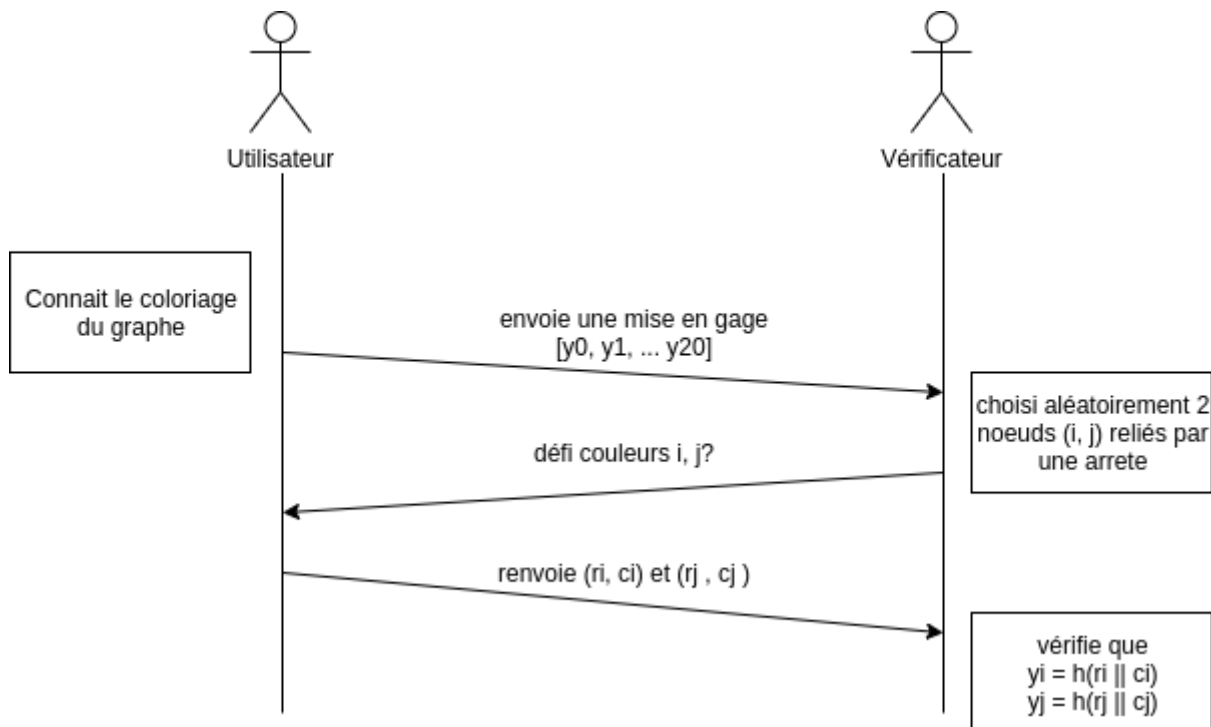 Utilisateur
Vérificateur
Connait le coloriage
du graphe
envoie une mise en gage
[y0, y1, ... y20]
choisi aléatoirement 2
noeuds (i, j) reliés par
une arrete
défi couleurs i, j?
renvoie (ri, ci) et (rj , cj )
vérifie que
yi = h(ri || ci)
yj = h(rj || cj)